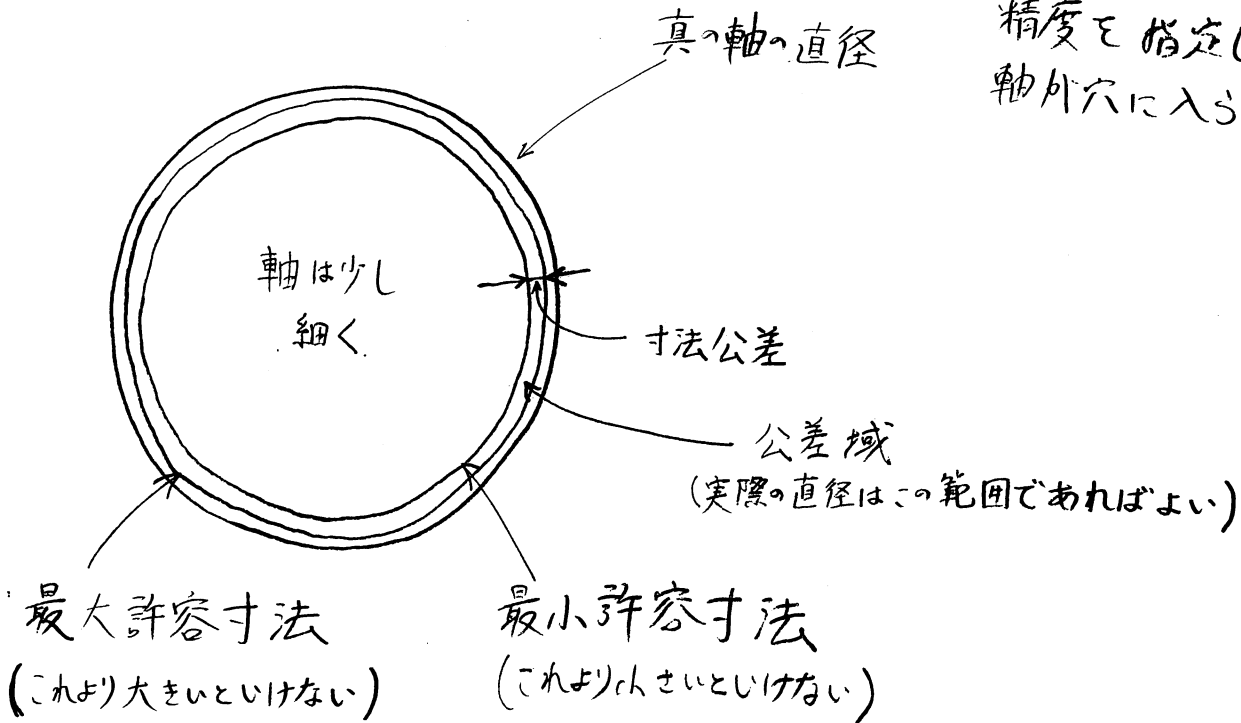 真の軸の直径
精度を指定し
軸が穴に入ら
軸は少し
細く
寸法公差
公差域
(実際の直径はこの範囲であればよい)
最大許容寸法
(これより大きいといけない)
最小許容寸法
(これより小さいといけない)